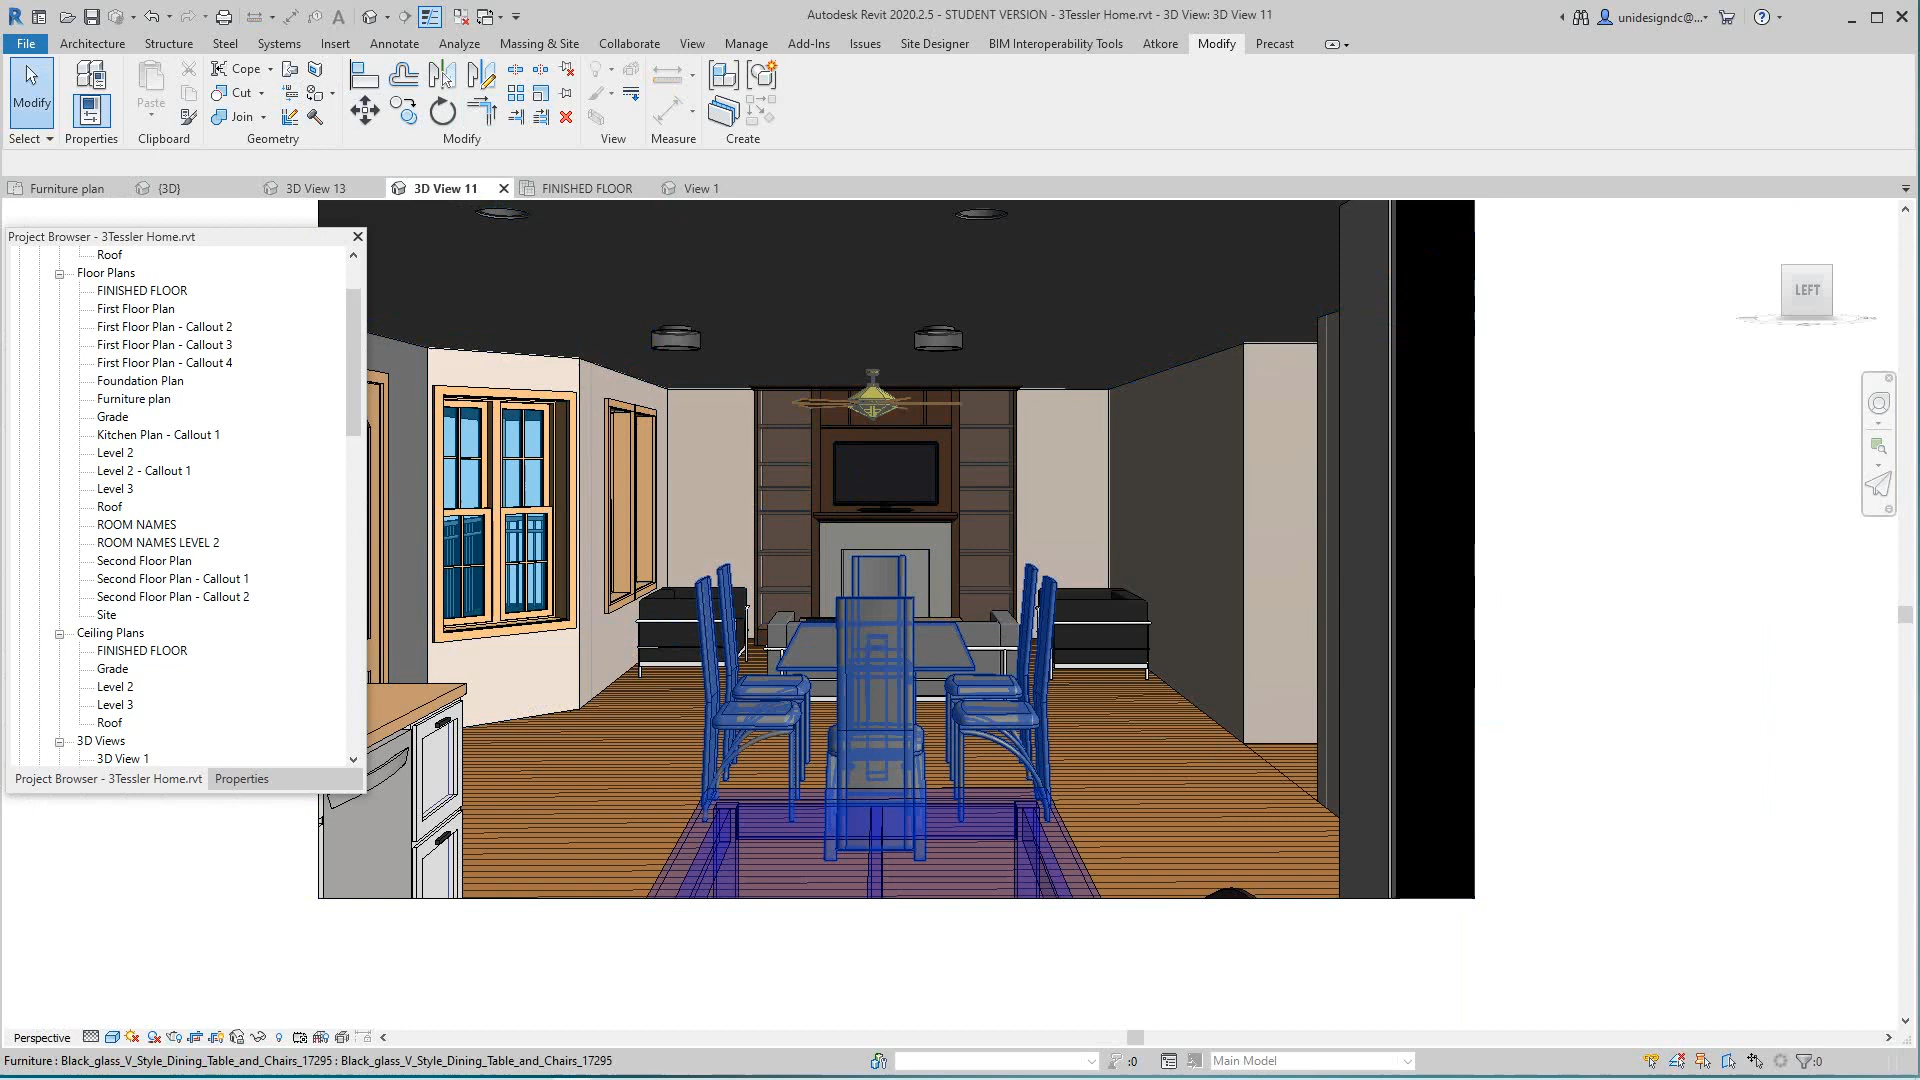 Autodesk Revit 2020.2.5 - STUDENT VERSION - 3Tessler Home.rvt - 3D View: 3D View 11
unidesigndc@...
File Architecture Structure Steel Systems Insert Annotate Analyze Massing & Site Collaborate View Manage Add-Ins Issues Site Designer BIM Interoperability Tools Atkore Modify Precast
Cope
Modify Paste Cut
Join
Select Properties Clipboard Geometry Modify View Measure Create
Furniture plan {3D} 3D View 13 3D View 11 FINISHED FLOOR View 1
Project Browser - 3Tessler Home.rvt
Roof
Floor Plans
FINISHED FLOOR
First Floor Plan
First Floor Plan - Callout 2
First Floor Plan - Callout 3
First Floor Plan - Callout 4
Foundation Plan
Furniture plan
Grade
Kitchen Plan - Callout 1
Level 2
Level 2 - Callout 1
Level 3
Roof
ROOM NAMES
ROOM NAMES LEVEL 2
Second Floor Plan
Second Floor Plan - Callout 1
Second Floor Plan - Callout 2
Site
Ceiling Plans
FINISHED FLOOR
Grade
Level 2
Level 3
Roof
3D Views
3D View 1
Project Browser - 3Tessler Home.rvt Properties
LEFT
Perspective
Furniture : Black_glass_V_Style_Dining_Table_and_Chairs_17295 : Black_glass_V_Style_Dining_Table_and_Chairs_17295 :0 Main Model :0